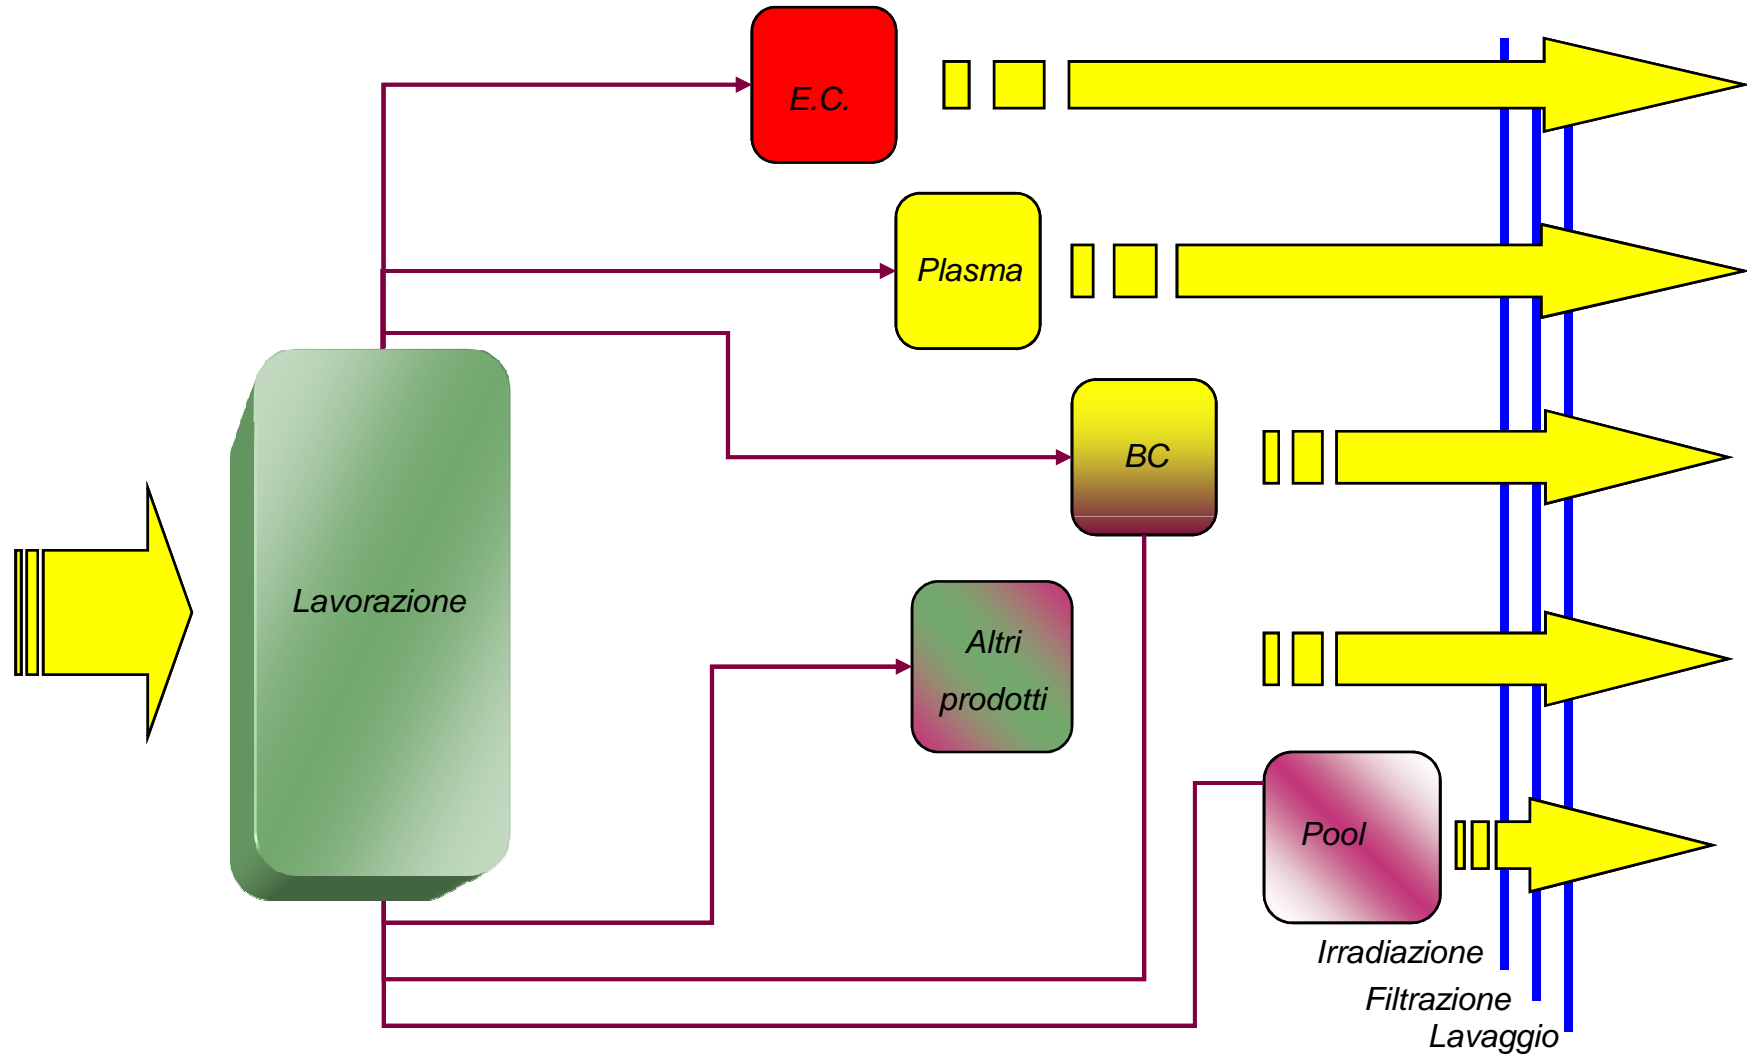 E.C.
Plasma
BC
Lavorazione
Altri
prodotti
Pool
Irradiazione
Filtrazione
Lavaggio